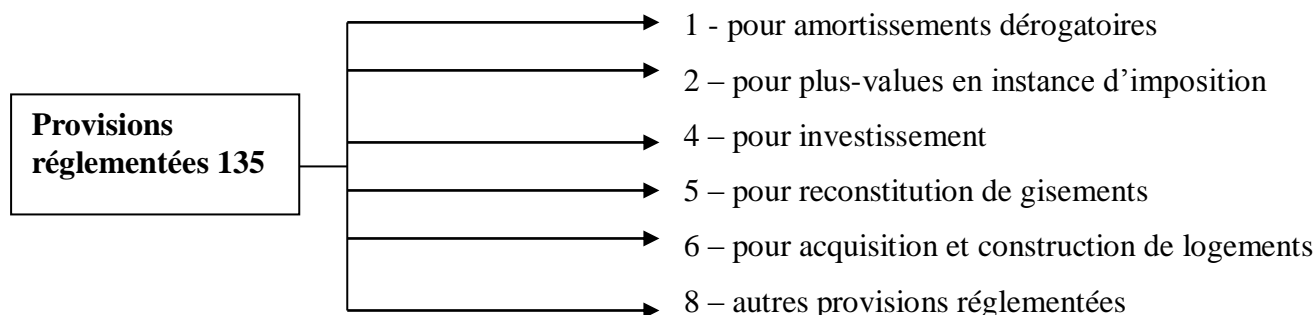 1 - pour amortissements dérogatoires
2 – pour plus-values en instance d’imposition
Provisions
réglementées 135
4 – pour investissement
5 – pour reconstitution de gisements
6 – pour acquisition et construction de logements
8 – autres provisions réglementées